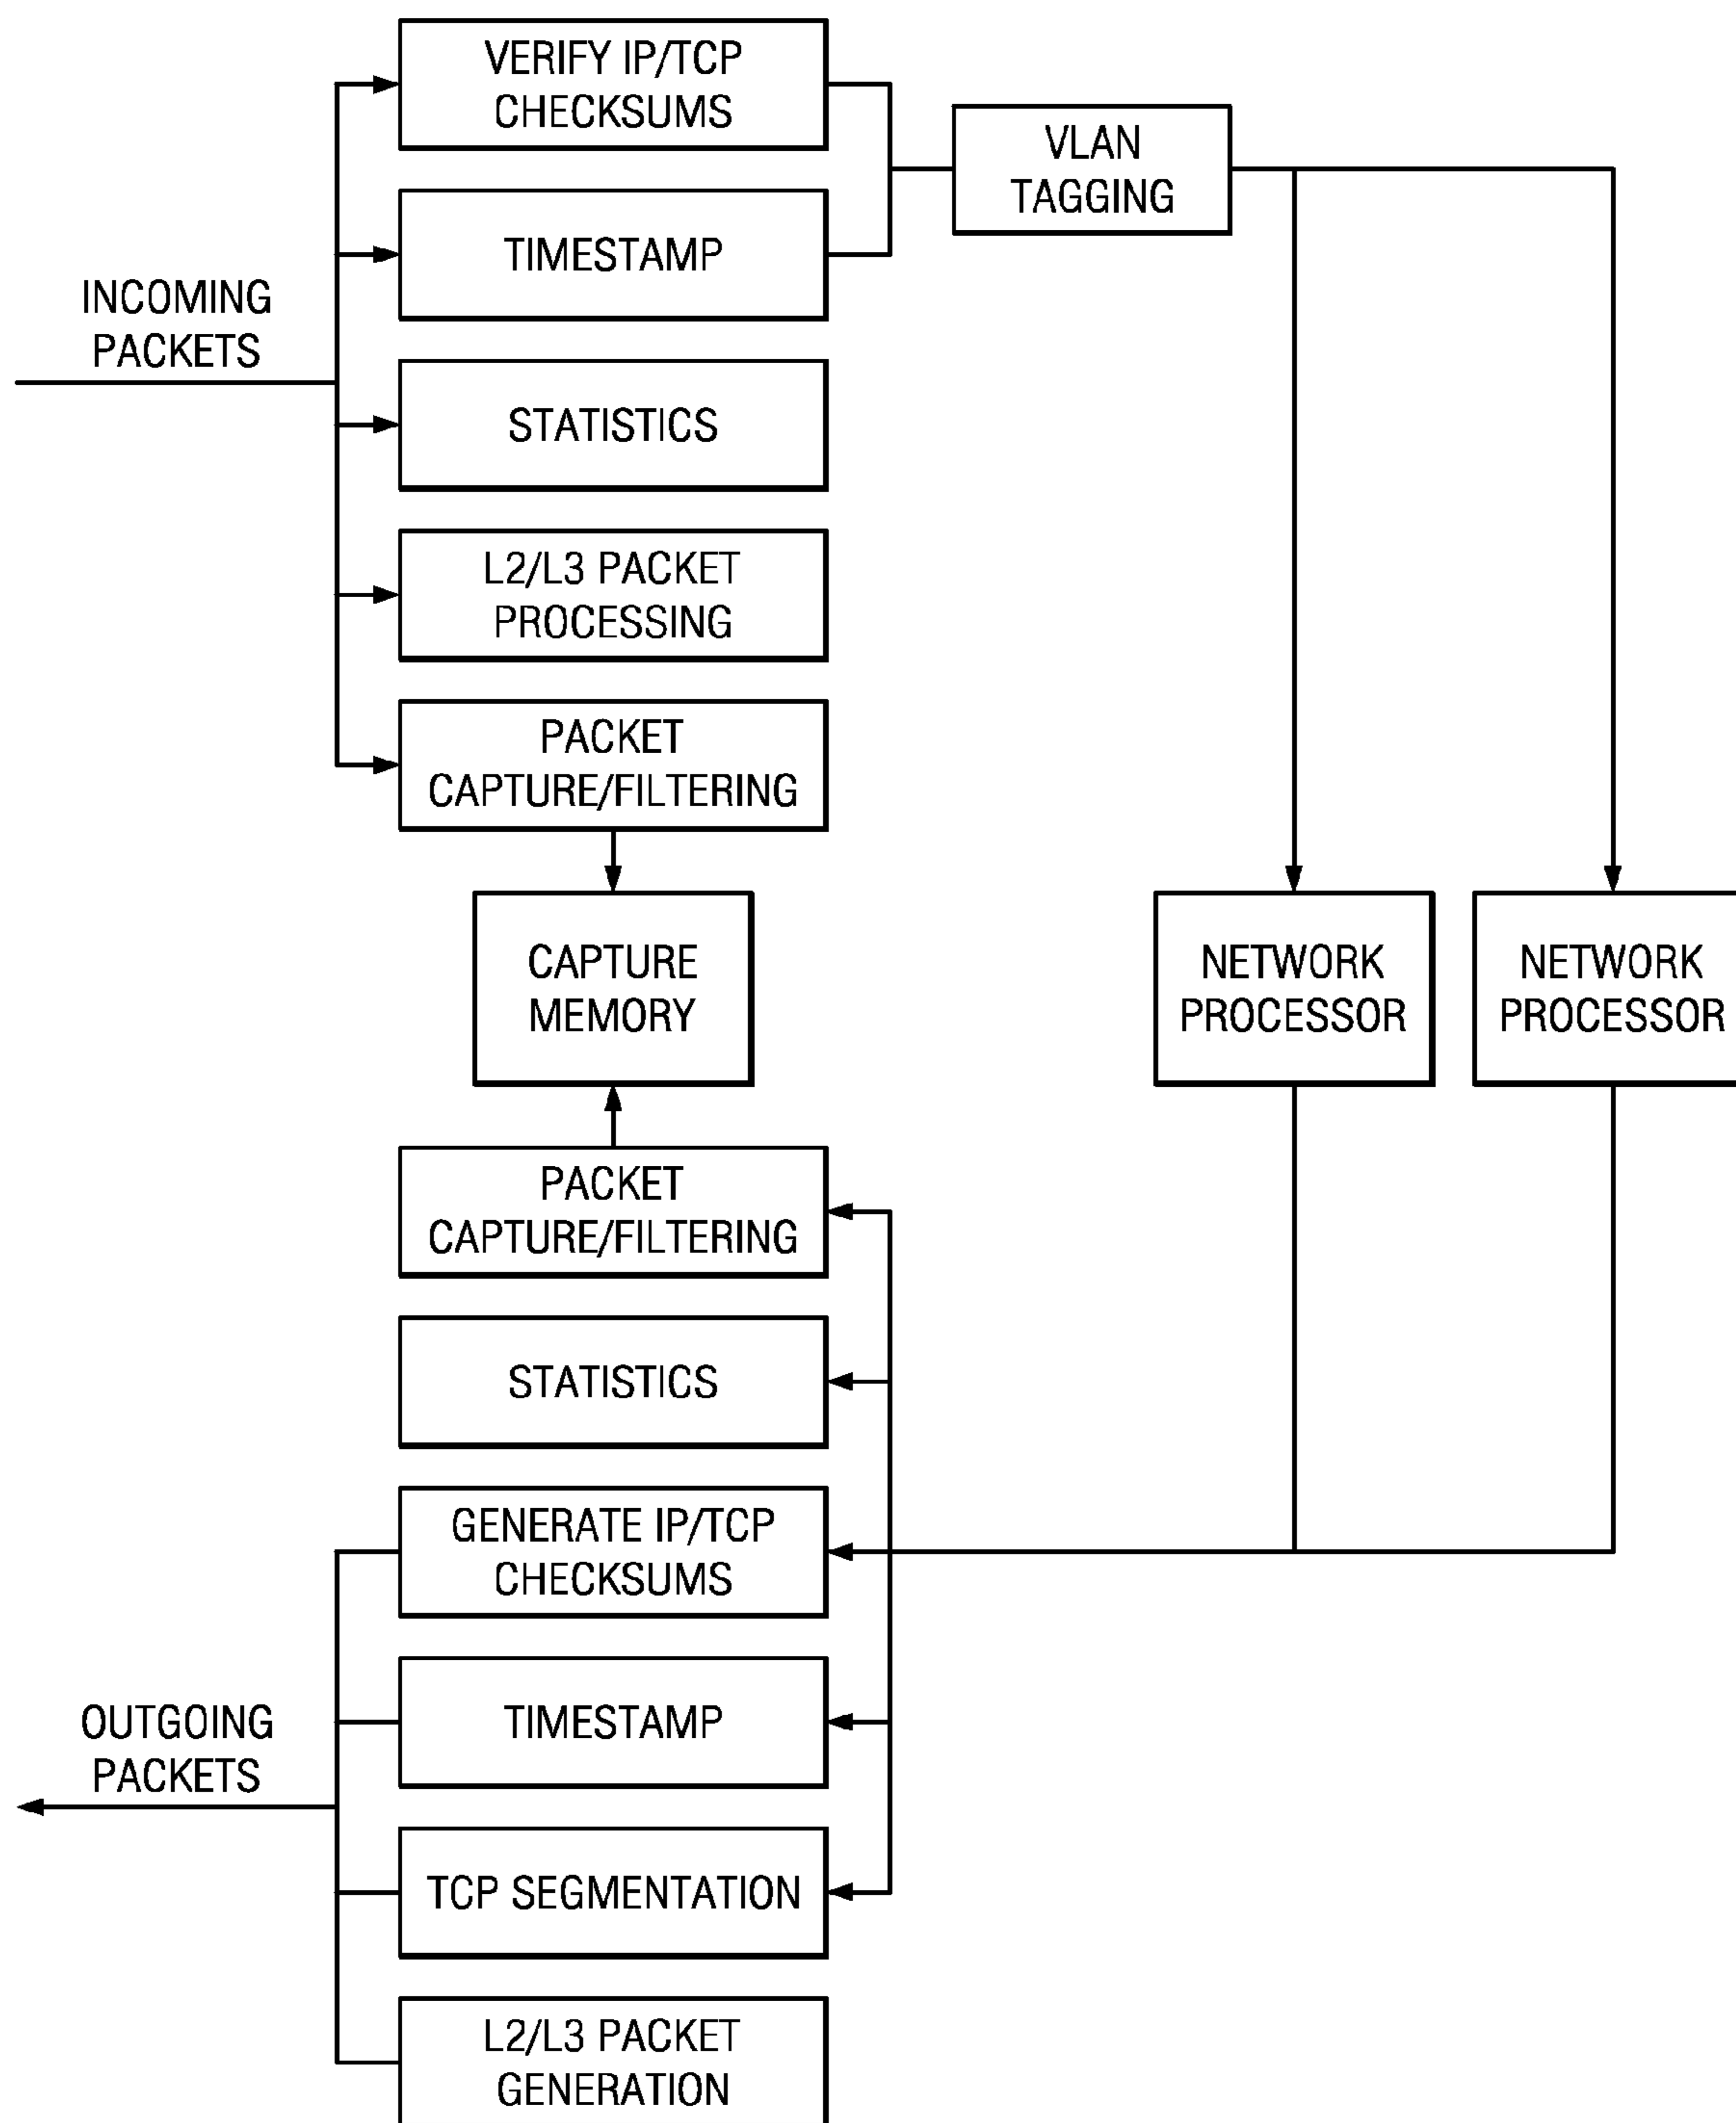 VERIFY IP/TCP
CHECKSUMS
VLAN
TAGGING
TIMESTAMP
INCOMING
PACKETS
STATISTICS
L2/L3 PACKET
PROCESSING
PACKET
CAPTURE/FILTERING
CAPTURE
MEMORY
NETWORK
PROCESSOR
NETWORK
PROCESSOR
PACKET
CAPTURE/FILTERING
STATISTICS
GENERATE IP/TCP
CHECKSUMS
TIMESTAMP
OUTGOING
PACKETS
TCP SEGMENTATION
L2/L3 PACKET
GENERATION